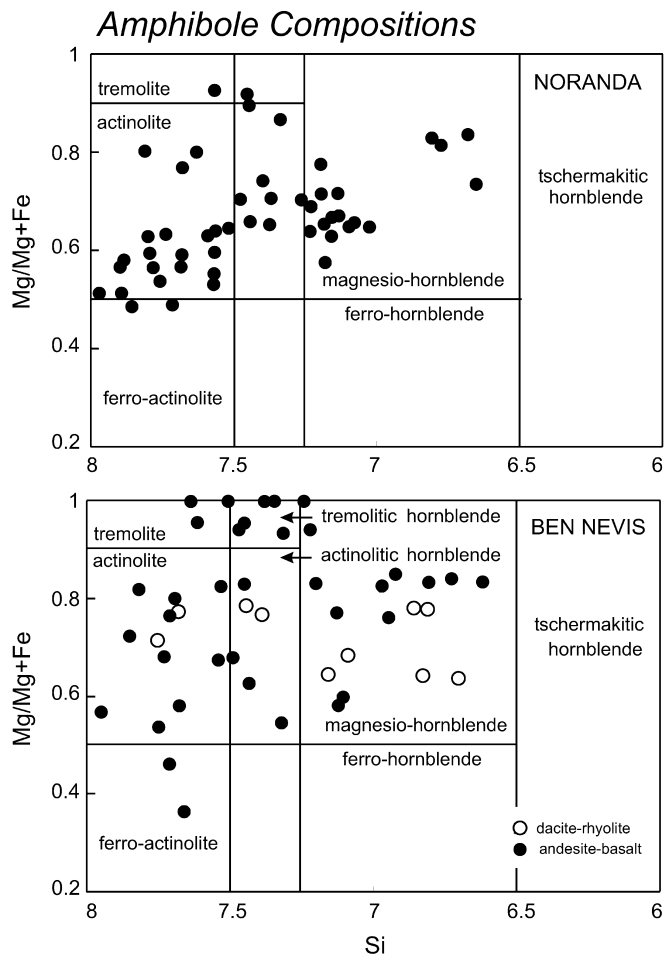 Amphibole Compositions
1
NORANDA
tremolite
actinolite
0.8
tschermakitic
hornblende
Mg/Mg+Fe
0.6
magnesio-hornblende
ferro-hornblende
0.4
ferro-actinolite
0.2
8
7.5
7
6.5
6
1
tremolitic hornblende
BEN NEVIS
tremolite
actinolite
actinolitic hornblende
0.8
tschermakitic
hornblende
Mg/Mg+Fe
0.6
magnesio-hornblende
ferro-hornblende
0.4
dacite-rhyolite
ferro-actinolite
andesite-basalt
0.2
8
7.5
7
6.5
6
Si